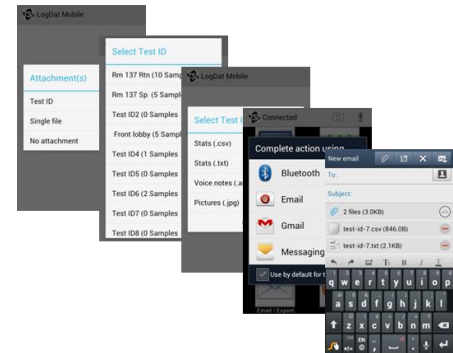 LogDat Mobile
Attachment(s)
Test ID
Single file
No attachment
Select Test ID
Rm 137 Rtn (10 Samp
Rm 137 Sp (5 Sampl
Test ID2 (0 Samples
Front lobby (5 Sampl
Test ID4 (1 Samples
Test ID5 (0 Samples
Test ID6 (2 Samples
Test ID7 (0 Samples
Test ID8 (0 Samples
LogDat Mobile
Select Test I
Stats (.csv)
Stats (.txt)
Voice notes (.a
Pictures (.jpg)
Connected
Complete action using
Bluetooth
Email
Gmail
Messaging
Use by default for t
Email / Export
New email
To:
Subject:
2 files (3.0KB)
test-id-7.csv (846.0B)
test-id-7.txt (2.1KB)
q w e r t y u i o p
a s d f g h j k l
z x c v b n m
EN